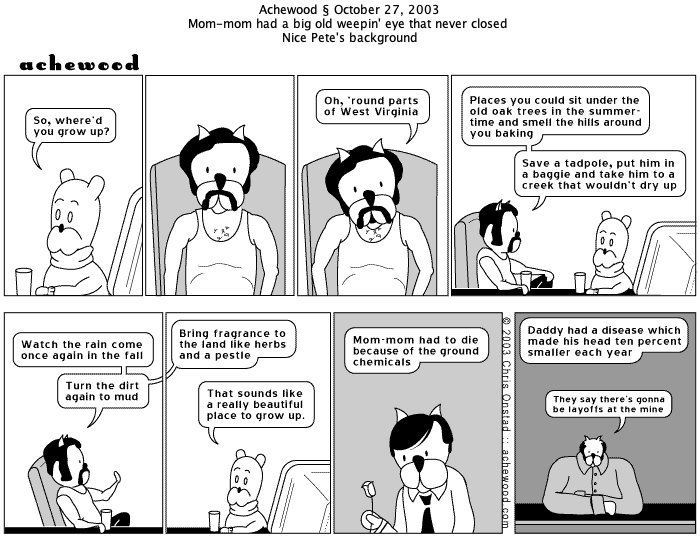 Achewood § October 27, 2003
Mom-mom had a big old weepin' eye that never closed
Nice Pete's background
achewood
So, where'd
you grow up?
Oh, 'round parts
of West Virginia
Places you could sit under the
old oak trees in the summer-
time and smell the hills around
you baking
Save a tadpole, put him in
a baggie and take him to a
creek that wouldn't dry up
Watch the rain come
once again in the fall
Turn the dirt
again to mud
Bring fragrance to
the land like herbs
and a pestle
That sounds like
a really beautiful
place to grow up.
Mom-mom had to die
because of the ground
chemicals
© 2003 Chris Onstad :: achewood.com
Daddy had a disease which
made his head ten percent
smaller each year
They say there's gonna
be layoffs at the mine